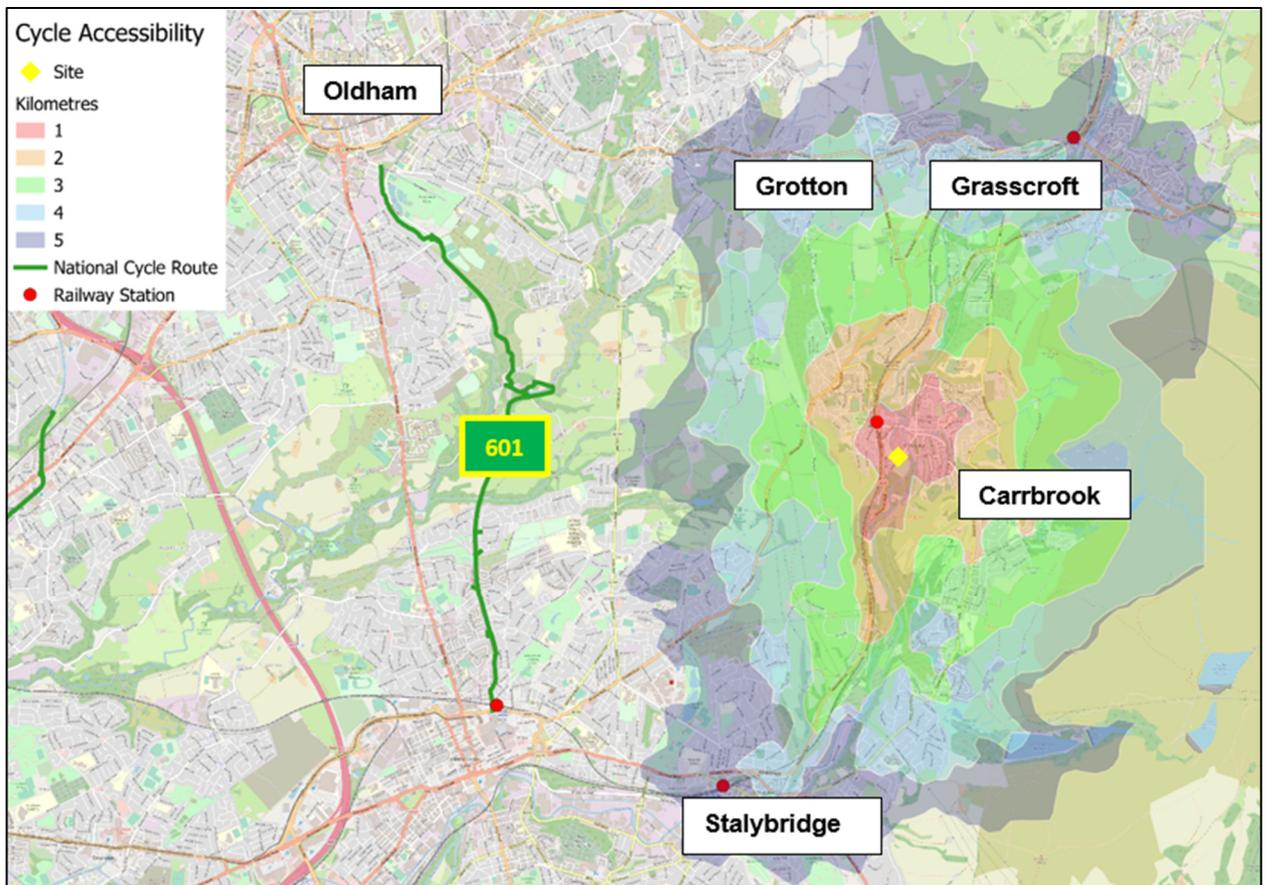 Cycle Accessibility
Site
Kilometres
1
2
3
4
5
National Cycle Route
Railway Station
Oldham
Grotton
Grasscroft
601
Carrbrook
Stalybridge